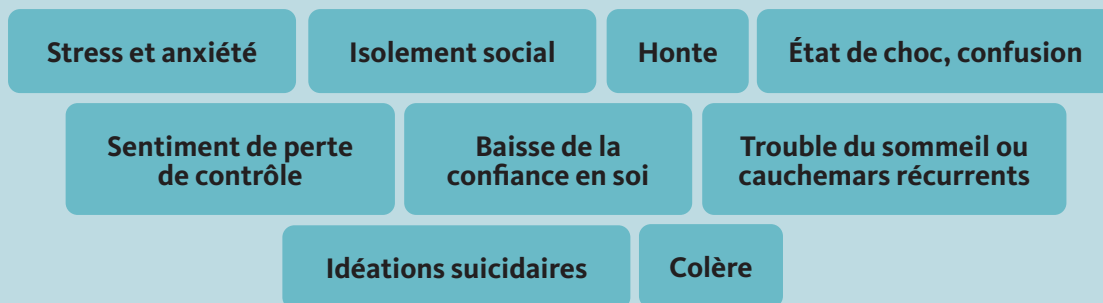 Stress et anxiété
Isolement social
Honte
État de choc, confusion
Sentiment de perte
de contrôle
Baisse de la
confiance en soi
Trouble du sommeil ou
cauchemars récurrents
Idéations suicidaires
Colère